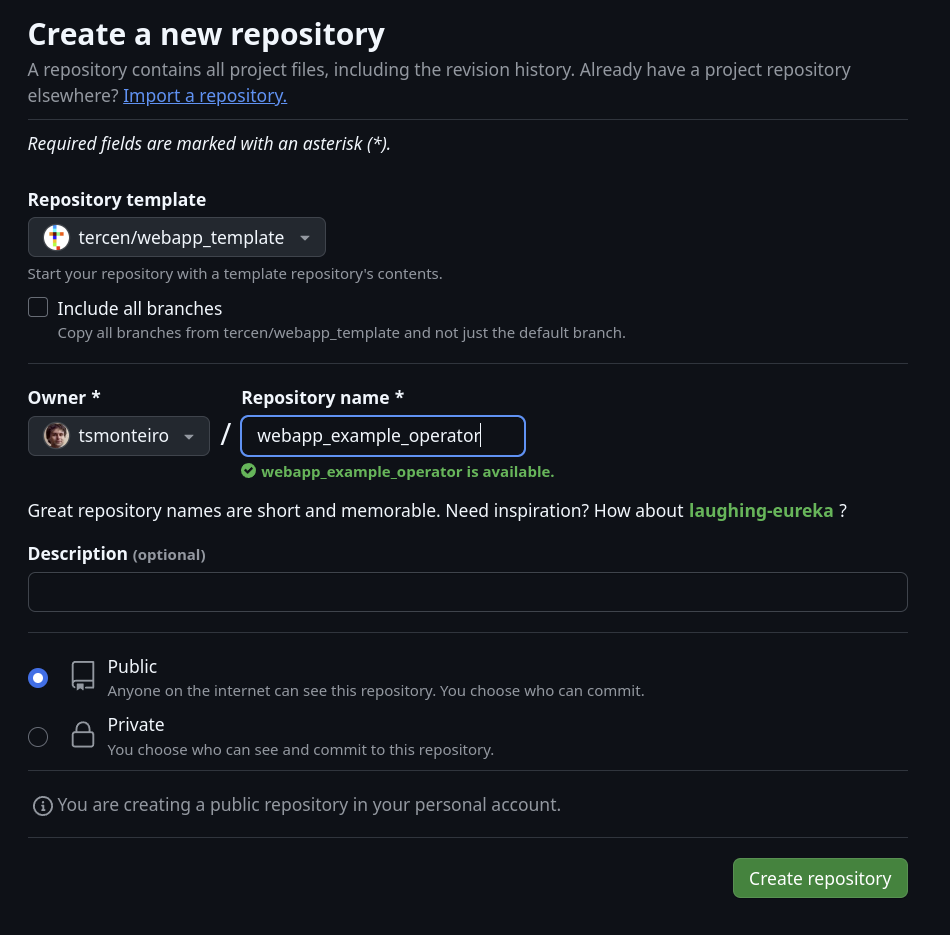 Create a new repository
A repository contains all project files, including the revision history. Already have a project repository
elsewhere? Import a repository.
Required fields are marked with an asterisk (*).
Repository template
tercen/webapp_template
Start your repository with a template repository's contents.
Include all branches
Copy all branches from tercen/webapp_template and not just the default branch.
Owner * Repository name *
tsmonteiro / webapp_example_operator
webapp_example_operator is available.
Great repository names are short and memorable. Need inspiration? How about laughing-eureka ?
Description (optional)
Public
Anyone on the internet can see this repository. You choose who can commit.
Private
You choose who can see and commit to this repository.
You are creating a public repository in your personal account.
Create repository